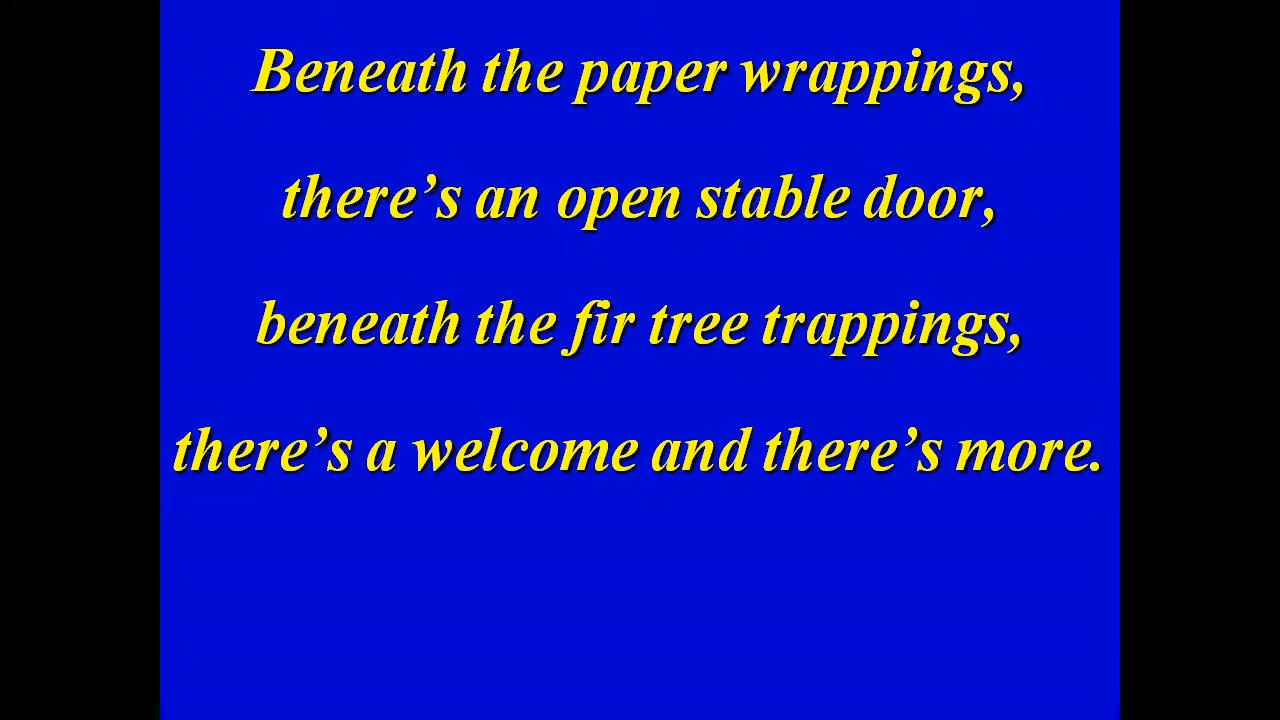 Beneath the paper wrappings,
there’s an open stable door,
beneath the fir tree trappings,
there’s a welcome and there’s more.